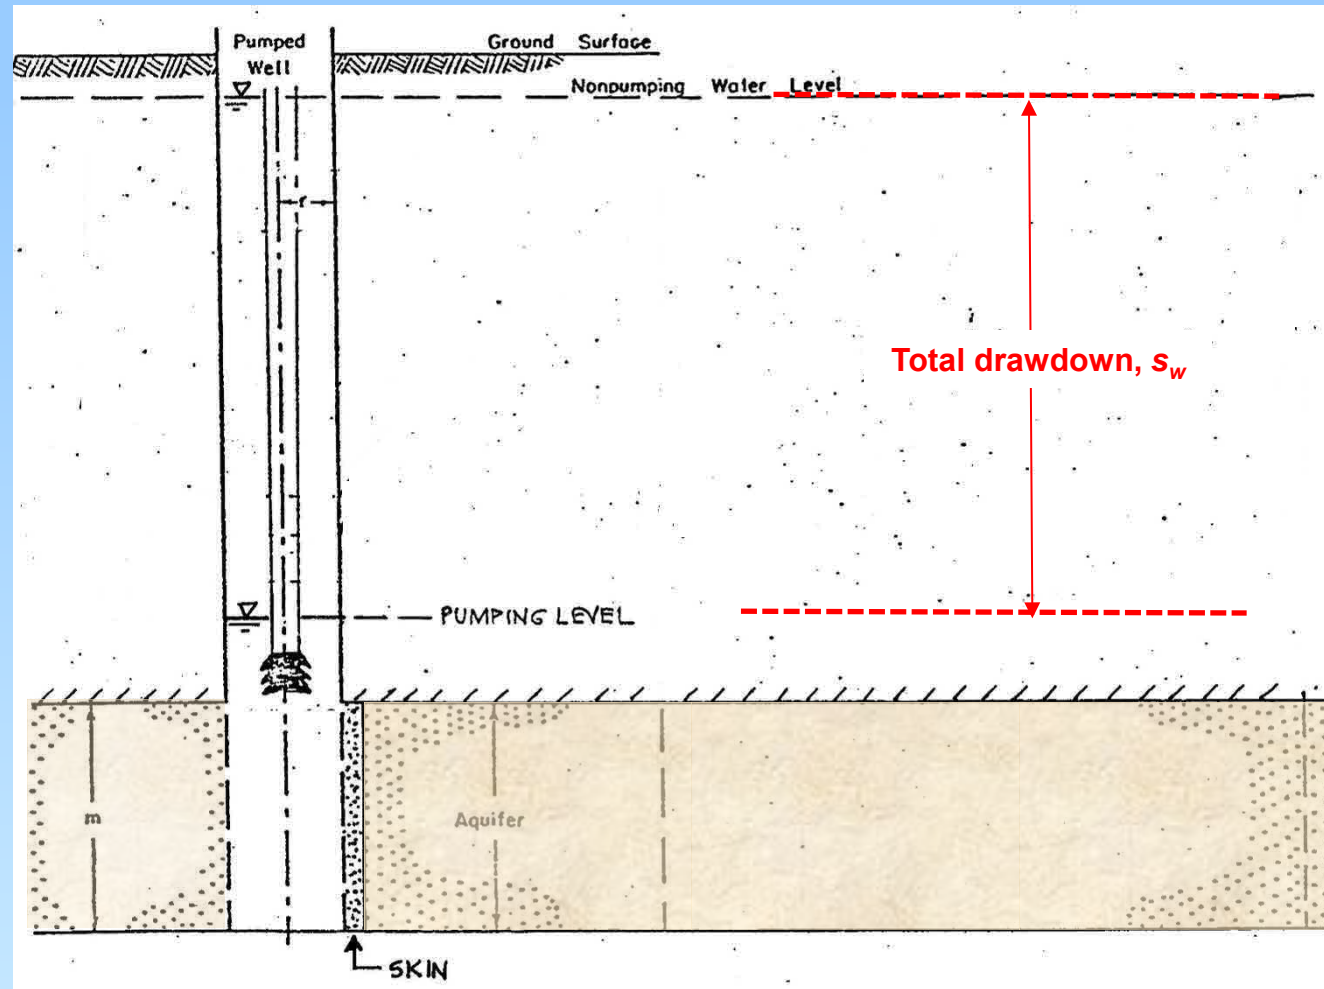 Pumped
Well
Ground Surface
Nonpumping Water Level
r
Total drawdown, sw
PUMPING LEVEL
m
Aquifer
SKIN